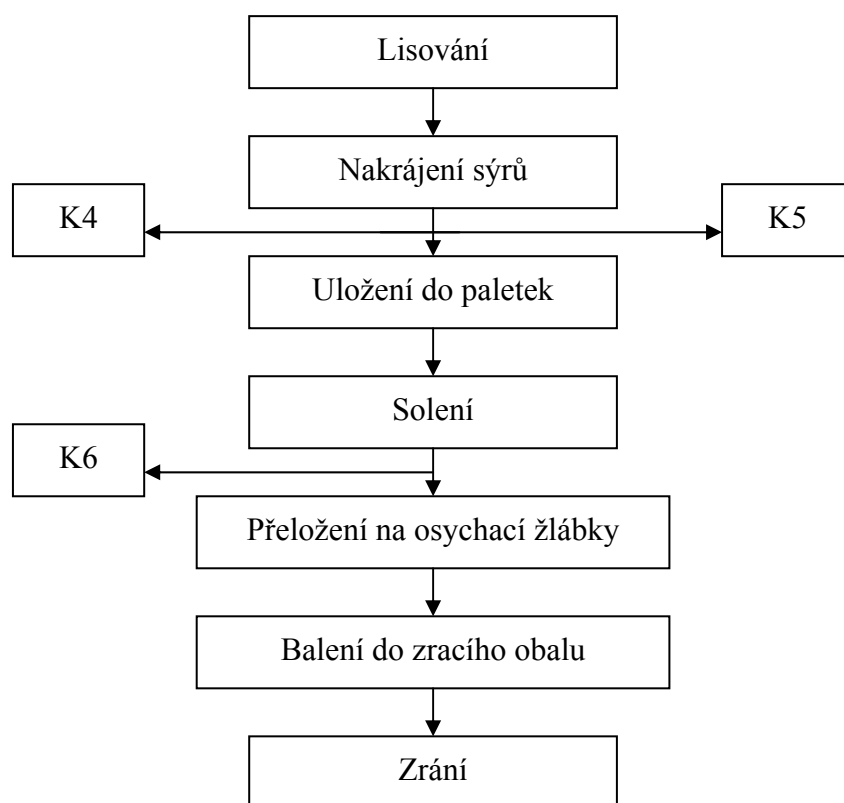 Lisování
Nakrájení sýrů
K4
K5
Uložení do paletek
Solení
K6
Přeložení na osychací žlábky
Balení do zracího obalu
Zrání